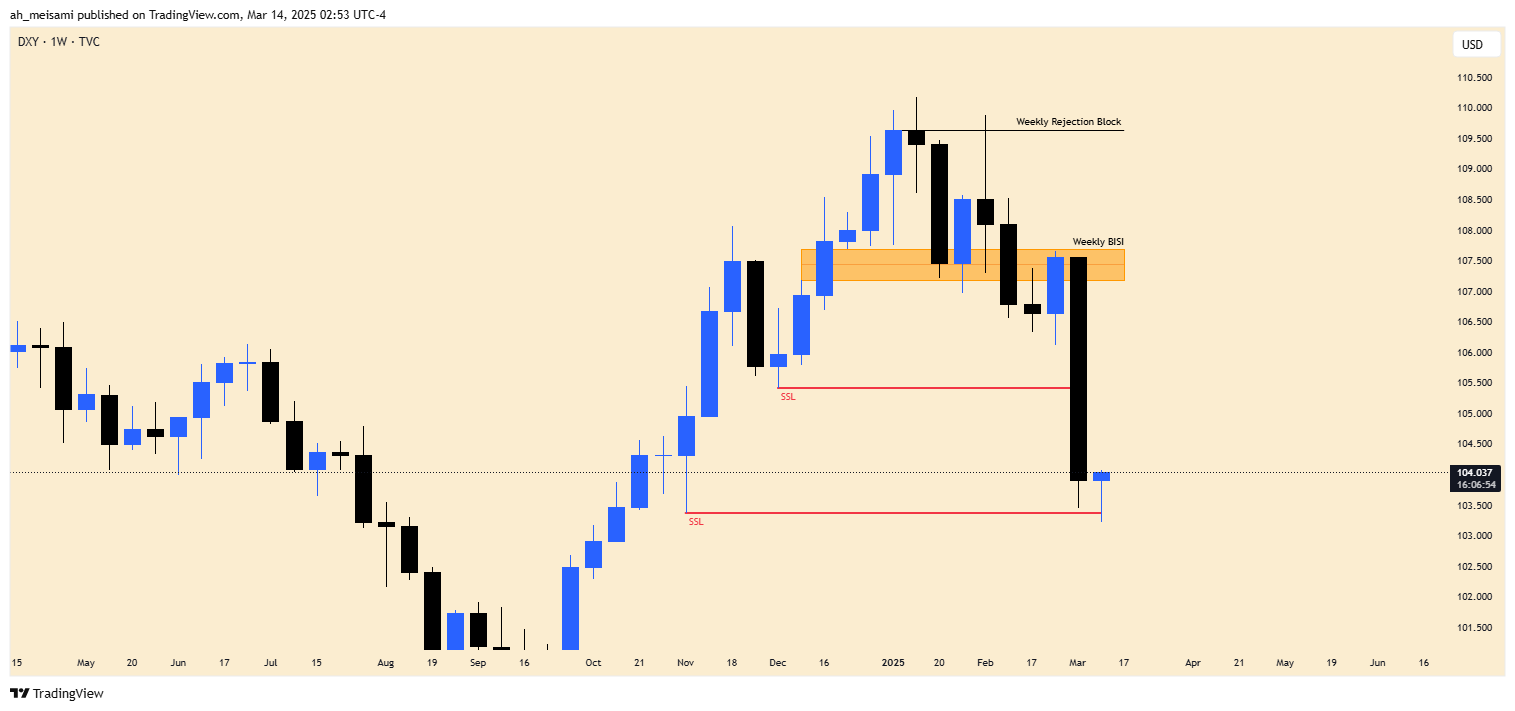 ah_meisami published on TradingView.com, Mar 14, 2025 02:53 UTC-4
DXY · 1W · TVC
USD
110.500
110.000
Weekly Rejection Block
109.500
109.000
108.500
108.000
Weekly BISI
107.500
107.000
106.500
106.000
105.500
SSL
105.000
104.500
104.037
16:06:54
103.500
SSL
103.000
102.500
102.000
101.500
15 May 20 Jun 17 Jul 15 Aug 19 Sep 16 Oct 21 Nov 18 Dec 16 2025 20 Feb 17 Mar 17 Apr 21 May 19 Jun 16
TradingView